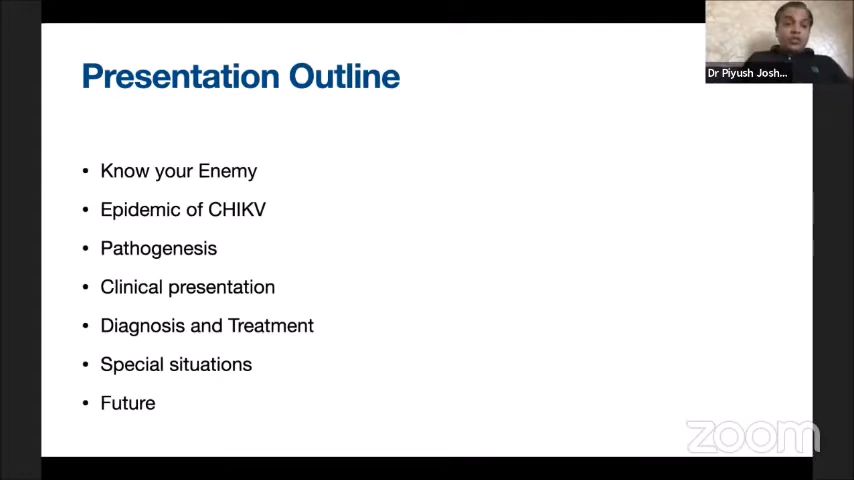 Presentation Outline
Dr Piyush Josh...
• Know your Enemy
• Epidemic of CHIKV
• Pathogenesis
• Clinical presentation
• Diagnosis and Treatment
• Special situations
• Future
zoom